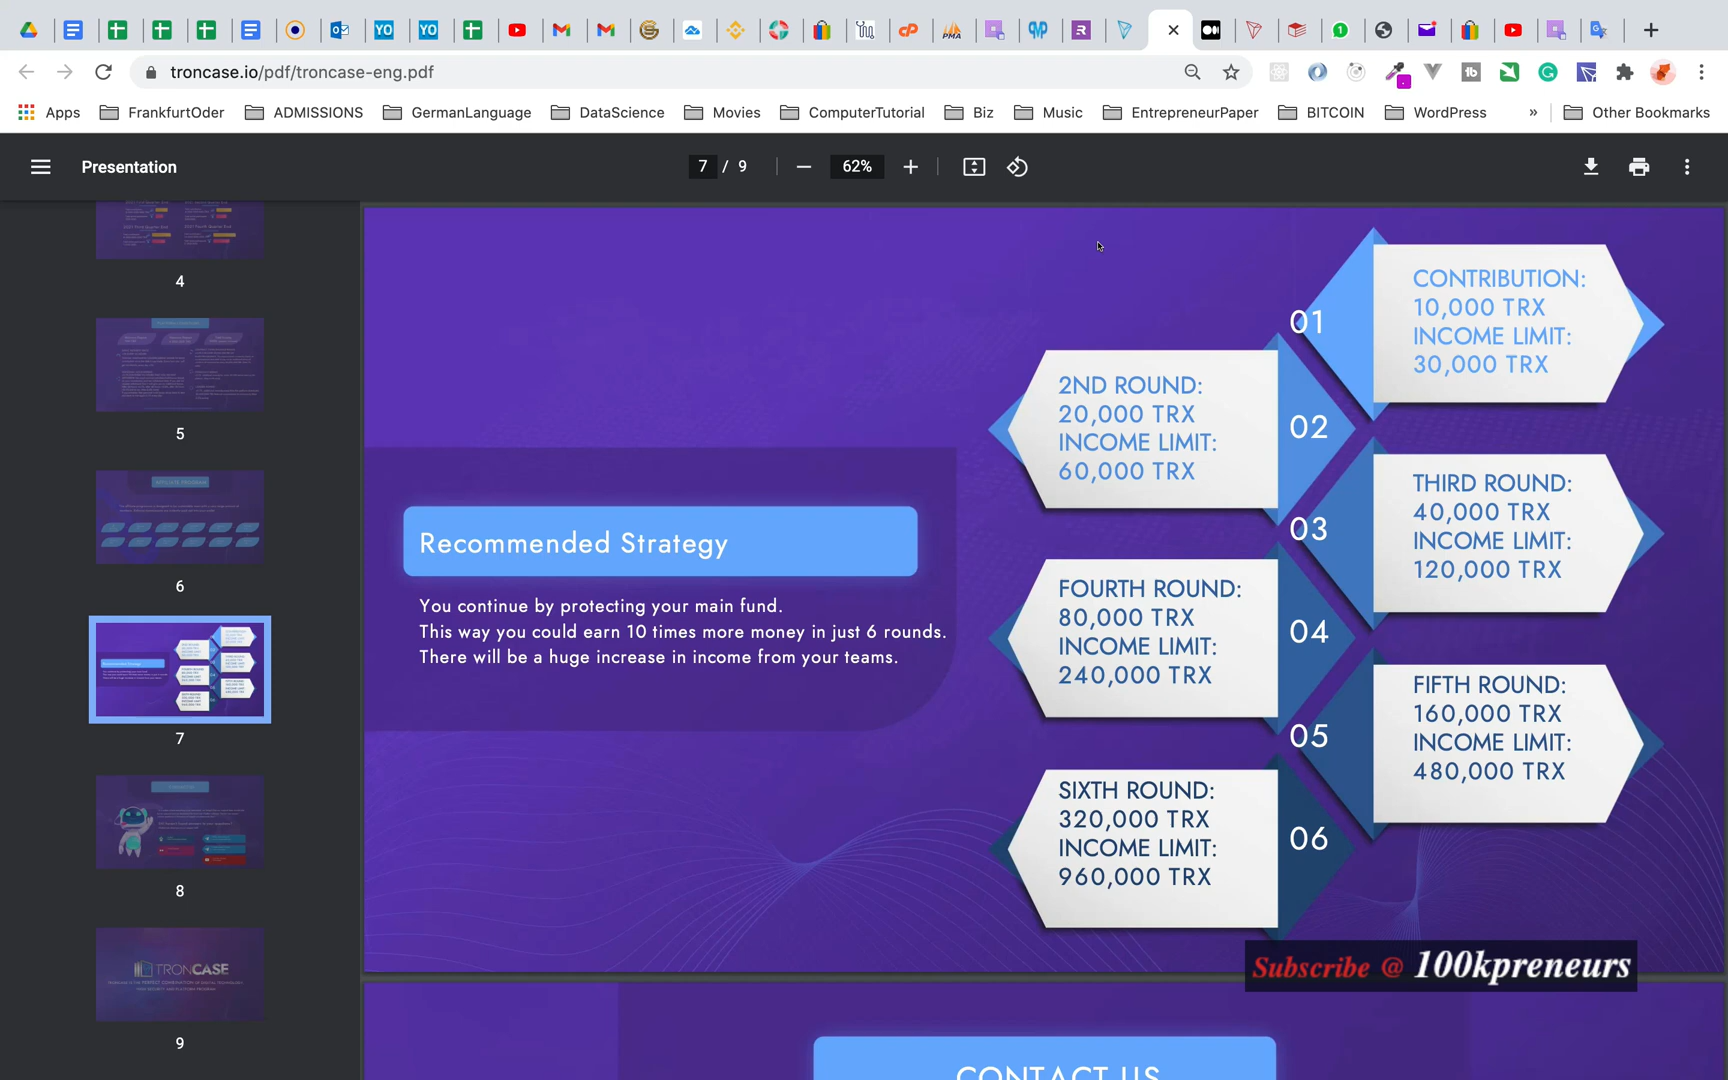 troncase.io/pdf/troncase-eng.pdf
Apps
FrankfurtOder
ADMISSIONS
GermanLanguage
DataScience
Movies
ComputerTutorial
Biz
Music
EntrepreneurPaper
BITCOIN
WordPress
»
Other Bookmarks
Presentation
7 / 9
62%
4
5
6
7
8
TRONCASE
9
Recommended Strategy
You continue by protecting your main fund.
This way you could earn 10 times more money in just 6 rounds.
There will be a huge increase in income from your teams.
01
CONTRIBUTION:
10,000 TRX
INCOME LIMIT:
30,000 TRX
2ND ROUND:
20,000 TRX
INCOME LIMIT:
60,000 TRX
02
03
THIRD ROUND:
40,000 TRX
INCOME LIMIT:
120,000 TRX
FOURTH ROUND:
80,000 TRX
INCOME LIMIT:
240,000 TRX
04
05
FIFTH ROUND:
160,000 TRX
INCOME LIMIT:
480,000 TRX
SIXTH ROUND:
320,000 TRX
INCOME LIMIT:
960,000 TRX
06
Subscribe @ 100kpreneurs
CONTACT US